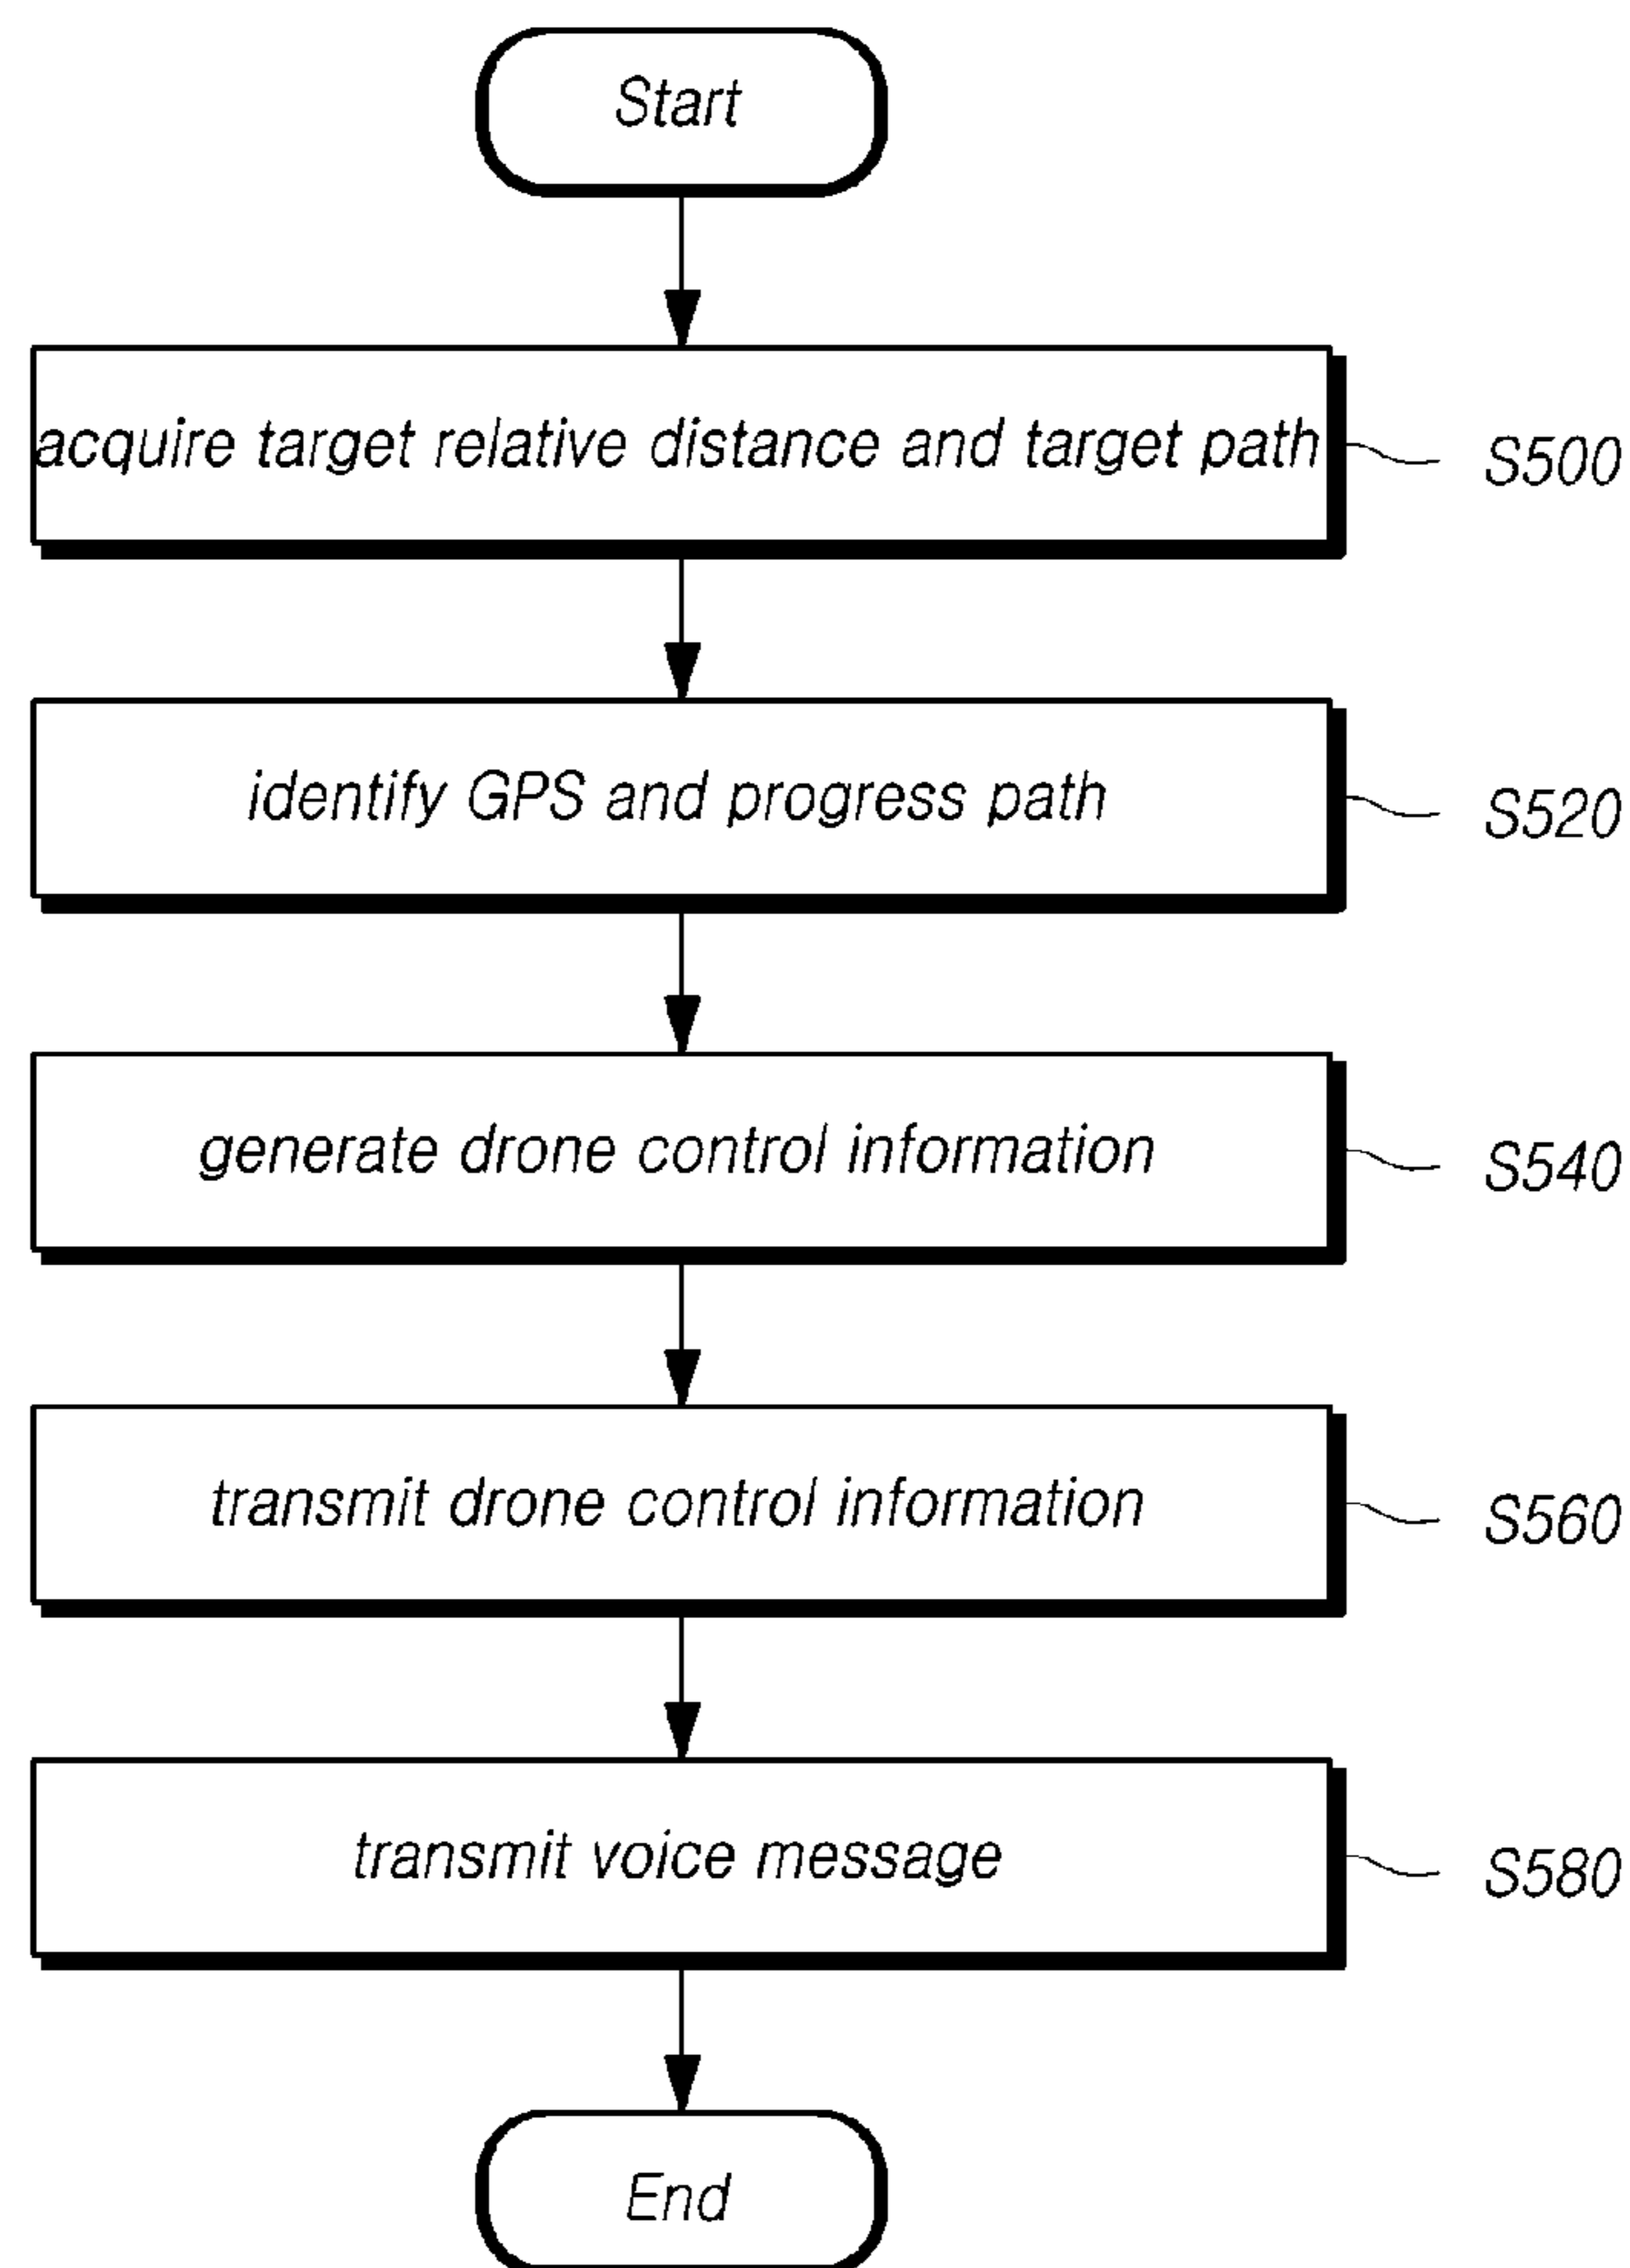 Start
acquire target relative distance and target path
S500
identify GPS and progress path
S520
generate drone control information
S540
transmit drone control information
S560
transmit voice message
S580
End